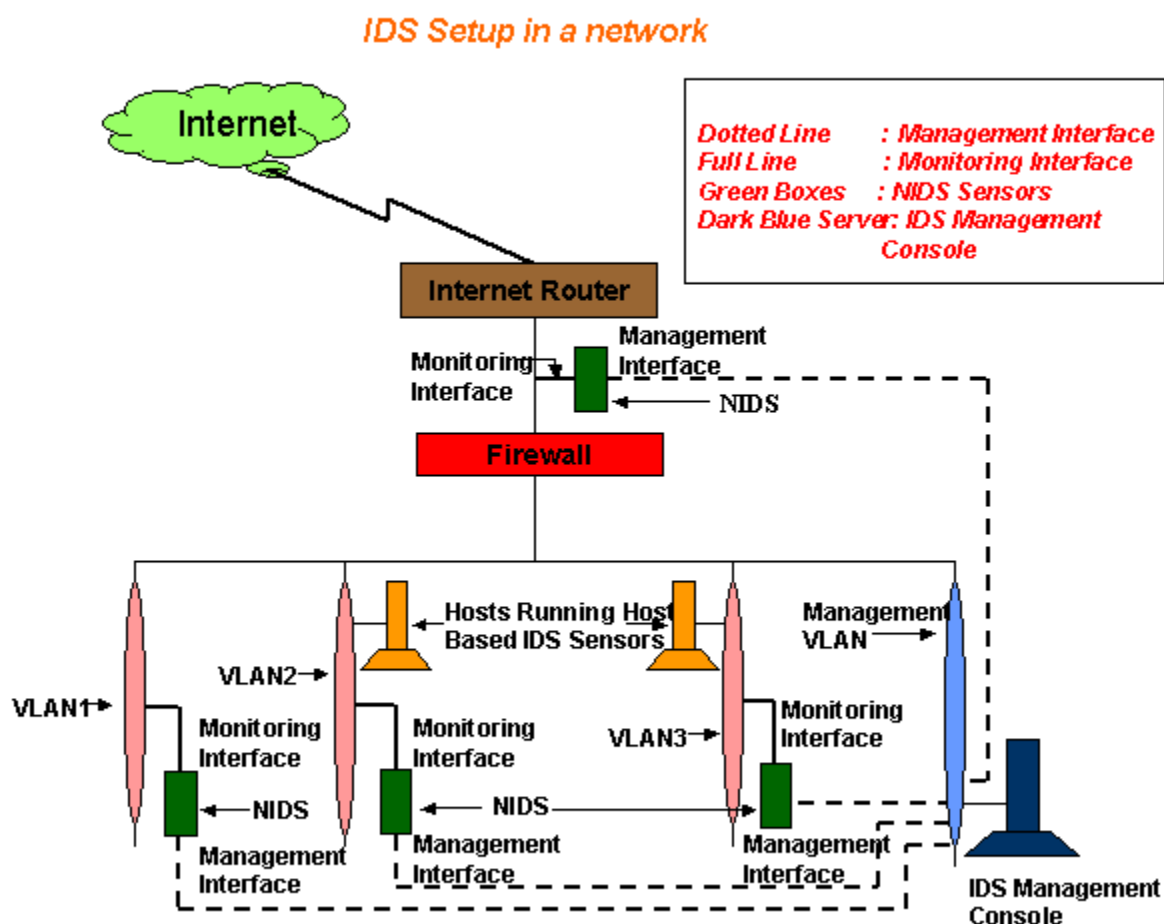 IDS Setup in a network
Internet
Dotted Line : Management Interface
Full Line : Monitoring Interface
Green Boxes : NIDS Sensors
Dark Blue Server: IDS Management
Console
Internet Router
Management
Interface
Monitoring
Interface
NIDS
Firewall
Hosts Running Host
Based IDS Sensors
Management
VLAN
VLAN2
VLAN1
VLAN3
Monitoring
Interface
Monitoring
Interface
Monitoring
Interface
NIDS
NIDS
Management
Interface
Management
Interface
Management
Interface
IDS Management
Console